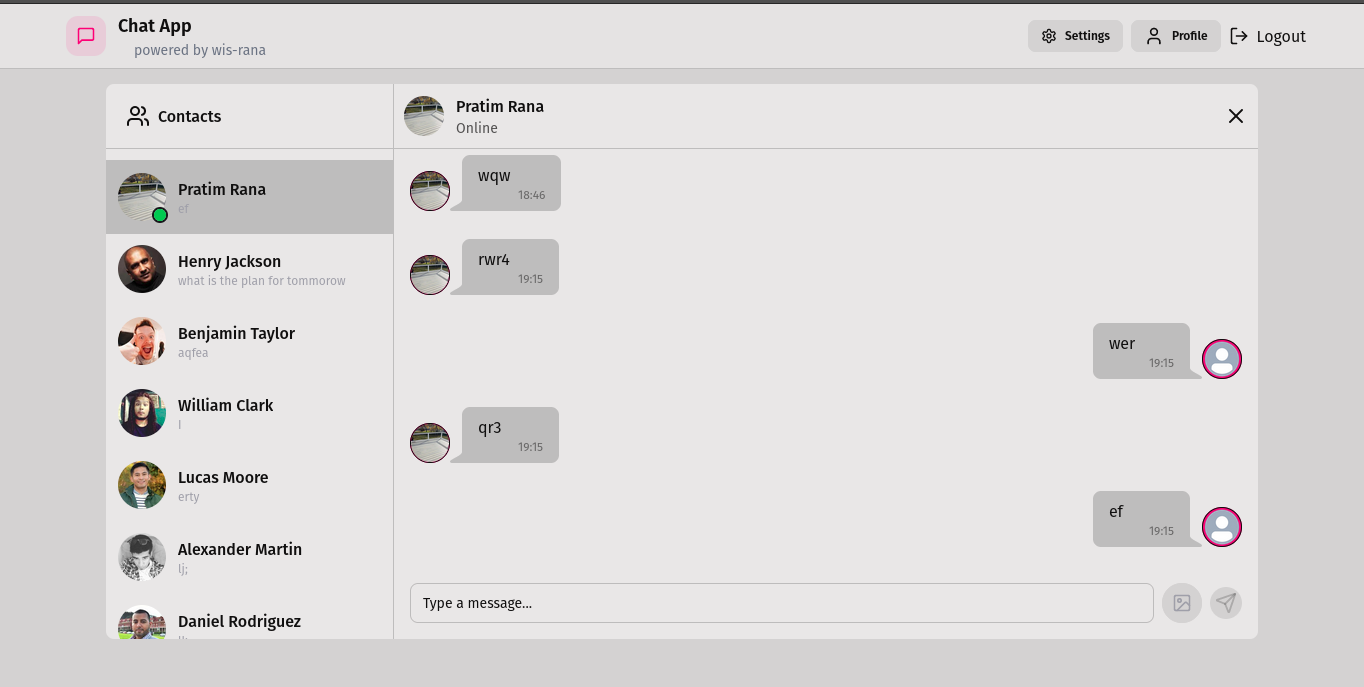 Chat App
powered by wis-rana
Settings
Profile
Logout
Contacts
Pratim Rana
ef
Henry Jackson
what is the plan for tommorow
Benjamin Taylor
aqfea
William Clark
l
Lucas Moore
erty
Alexander Martin
lj;
Daniel Rodriguez
Pratim Rana
Online
wqw
18:46
rwr4
19:15
wer
19:15
qr3
19:15
ef
19:15
Type a message...